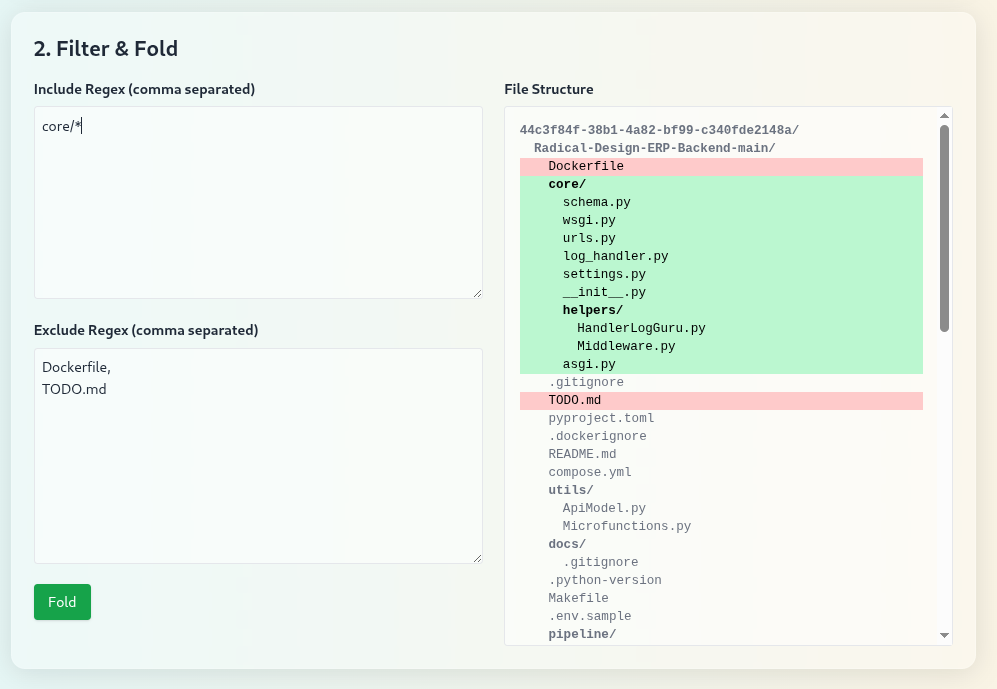 2. Filter & Fold
Include Regex (comma separated)
core/*
Exclude Regex (comma separated)
Dockerfile,
TODO.md
Fold
File Structure
44c3f84f-38b1-4a82-bf99-c340fde2148a/
Radical-Design-ERP-Backend-main/
Dockerfile
core/
schema.py
wsgi.py
urls.py
log_handler.py
settings.py
__init__.py
helpers/
HandlerLogGuru.py
Middleware.py
asgi.py
.gitignore
TODO.md
pyproject.toml
.dockerignore
README.md
compose.yml
utils/
ApiModel.py
Microfunctions.py
docs/
.gitignore
.python-version
Makefile
.env.sample
pipeline/